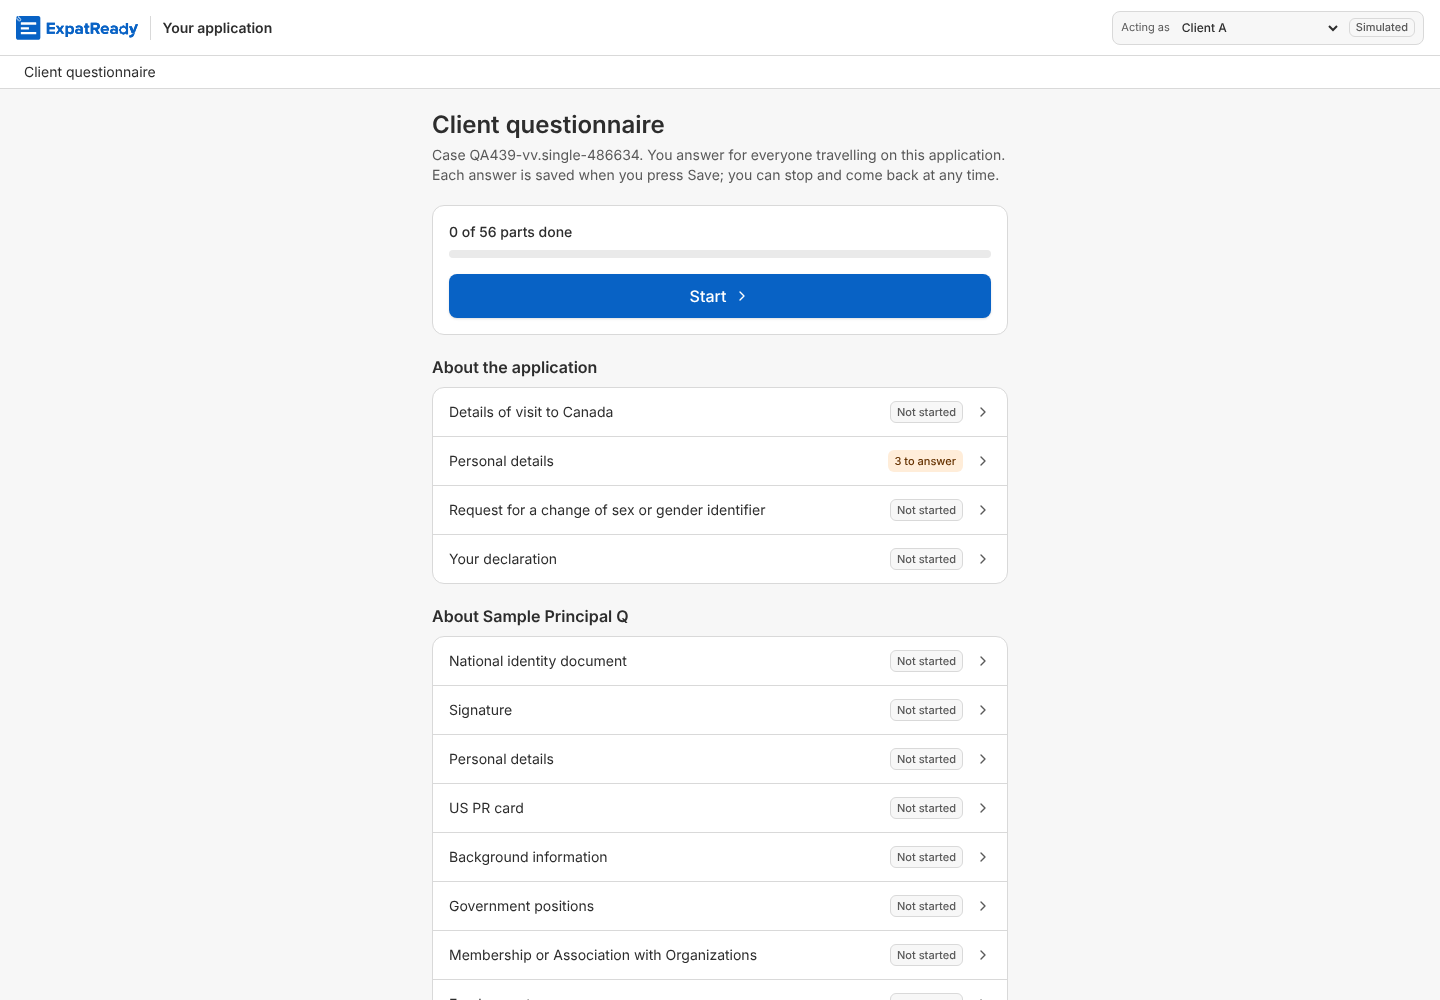 ExpatReady
Your application
Acting as Client A Simulated
Client questionnaire
Client questionnaire
Case QA439-vv.single-486634. You answer for everyone travelling on this application.
Each answer is saved when you press Save; you can stop and come back at any time.
0 of 56 parts done
Start
About the application
Details of visit to Canada Not started
Personal details 3 to answer
Request for a change of sex or gender identifier Not started
Your declaration Not started
About Sample Principal Q
National identity document Not started
Signature Not started
Personal details Not started
US PR card Not started
Background information Not started
Government positions Not started
Membership or Association with Organizations Not started